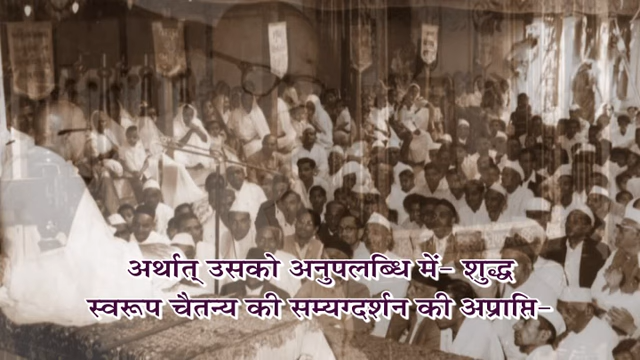 अर्थात् उसको अनुपलब्धि में- शुद्ध
स्वरूप चैतन्य की सम्यग्दर्शन की अप्राप्ति-